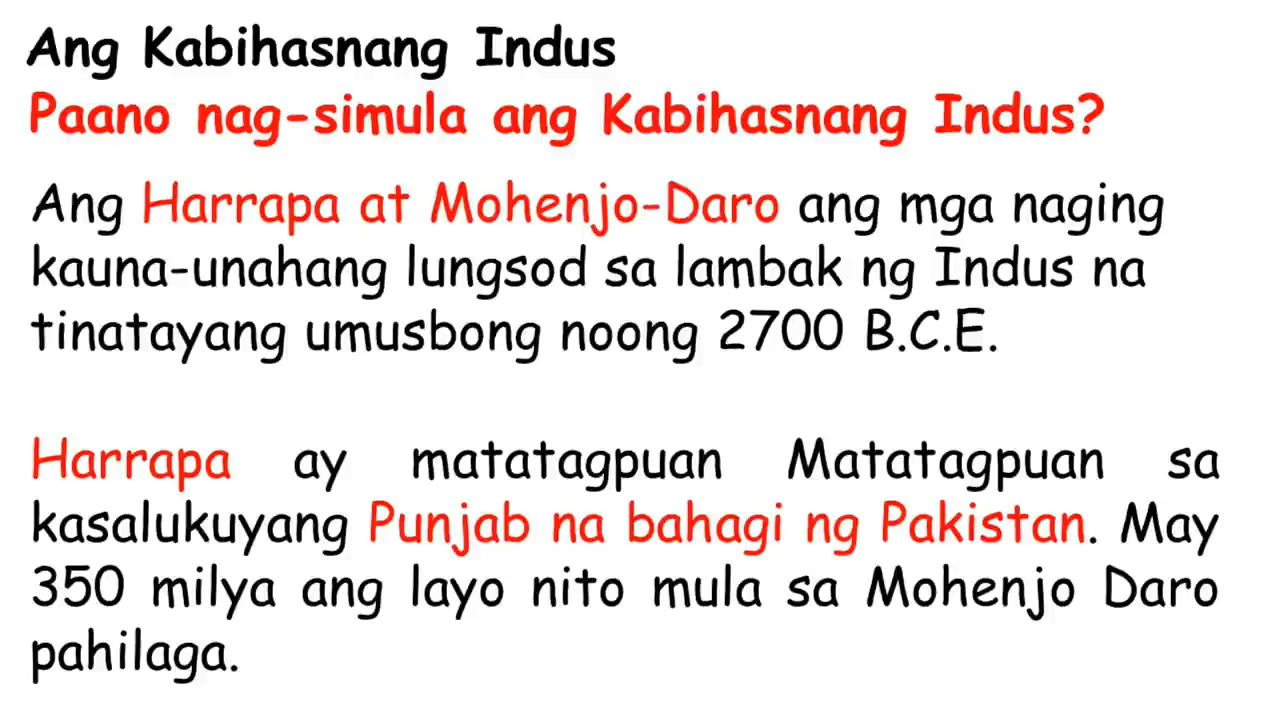 Ang Kabihasnang Indus
Paano nag-simula ang Kabihasnang Indus?
Ang Harrapa at Mohenjo-Daro ang mga naging
kauna-unahang lungsod sa lambak ng Indus na
tinatayang umusbong noong 2700 B.C.E.
Harrapa ay matatagpuan Matatagpuan sa
kasalukuyang Punjab na bahagi ng Pakistan. May
350 milya ang layo nito mula sa Mohenjo Daro
pahilaga.